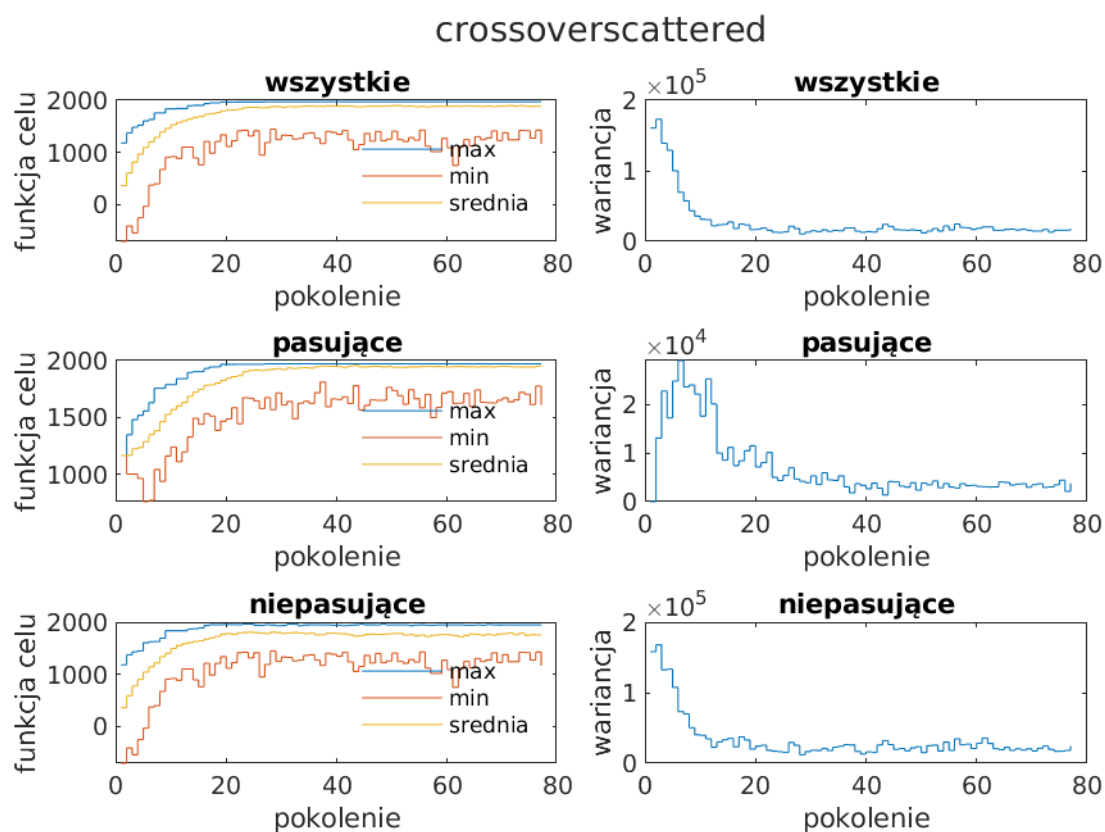 crossoverscattered
wszystkie
funkcja celu
2000
1000
0
max
min
srednia
0 20 40 60 80
pokolenie
wszystkie
×10^5
wariancja
2
1
0
0 20 40 60 80
pokolenie
pasujące
funkcja celu
2000
1500
1000
max
min
srednia
0 20 40 60 80
pokolenie
pasujące
×10^4
wariancja
2
1
0
0 20 40 60 80
pokolenie
niepasujące
funkcja celu
2000
1000
0
max
min
srednia
0 20 40 60 80
pokolenie
niepasujące
×10^5
wariancja
2
1
0
0 20 40 60 80
pokolenie